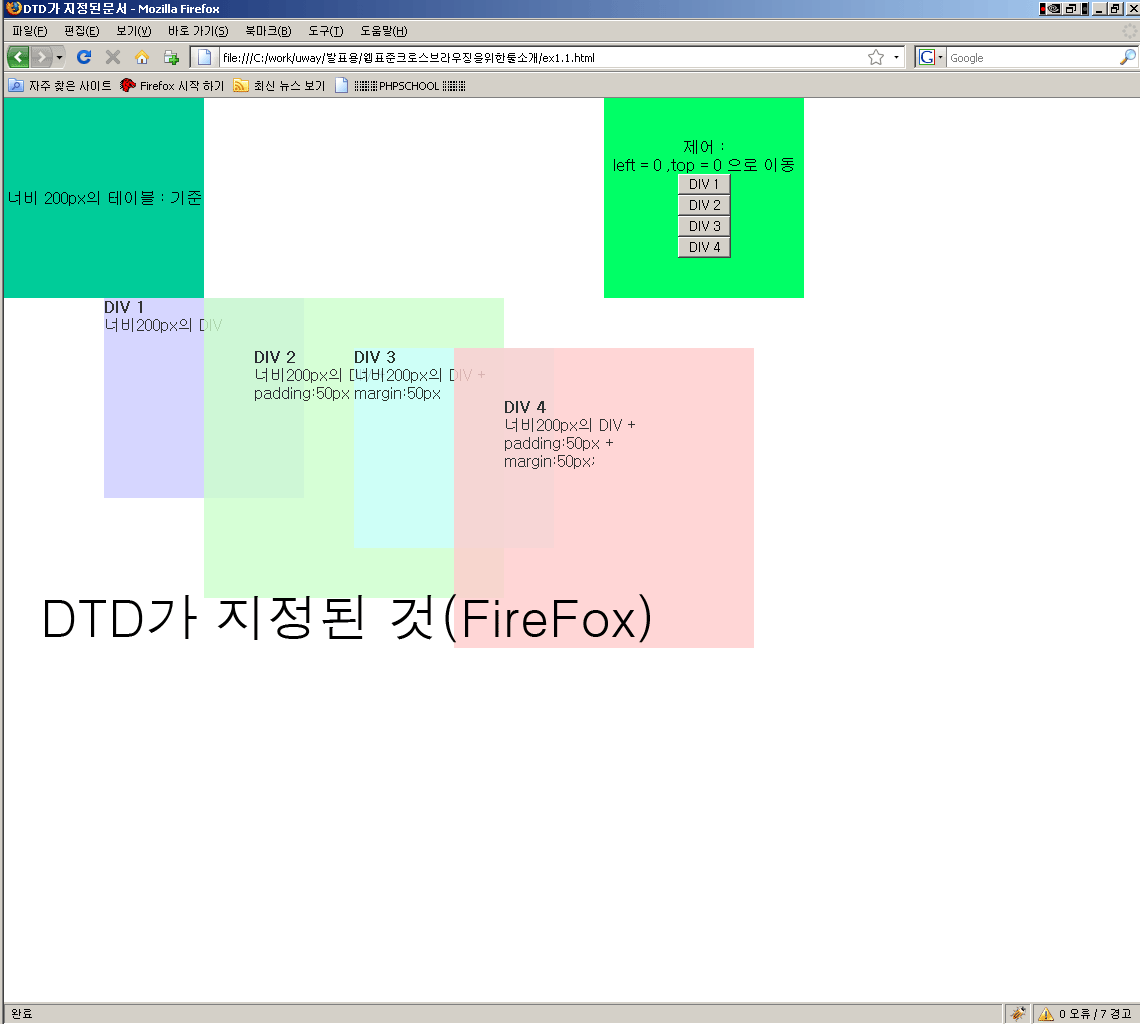 DTD가 지정된문서 - Mozilla Firefox
파일(F) 편집(E) 보기(V) 바로 가기(S) 북마크(B) 도구(T) 도움말(H)
file:///C:/work/uway/발표용/웹표준크로스브라우징을위한툴소개/ex1.1.html
Google
자주 찾은 사이트 Firefox 시작 하기 최신 뉴스 보기 PHPSCHOOL
너비 200px의 테이블 : 기준
제어 :
left = 0 ,top = 0 으로 이동
DIV 1
DIV 2
DIV 3
DIV 4
DIV 1
너비200px의 DIV
DIV 2
너비200px의 D
padding:50px
DIV 3
너비200px의 DIV +
margin:50px
DIV 4
너비200px의 DIV +
padding:50px +
margin:50px;
DTD가 지정된 것(FireFox)
완료
0 오류 / 7 경고